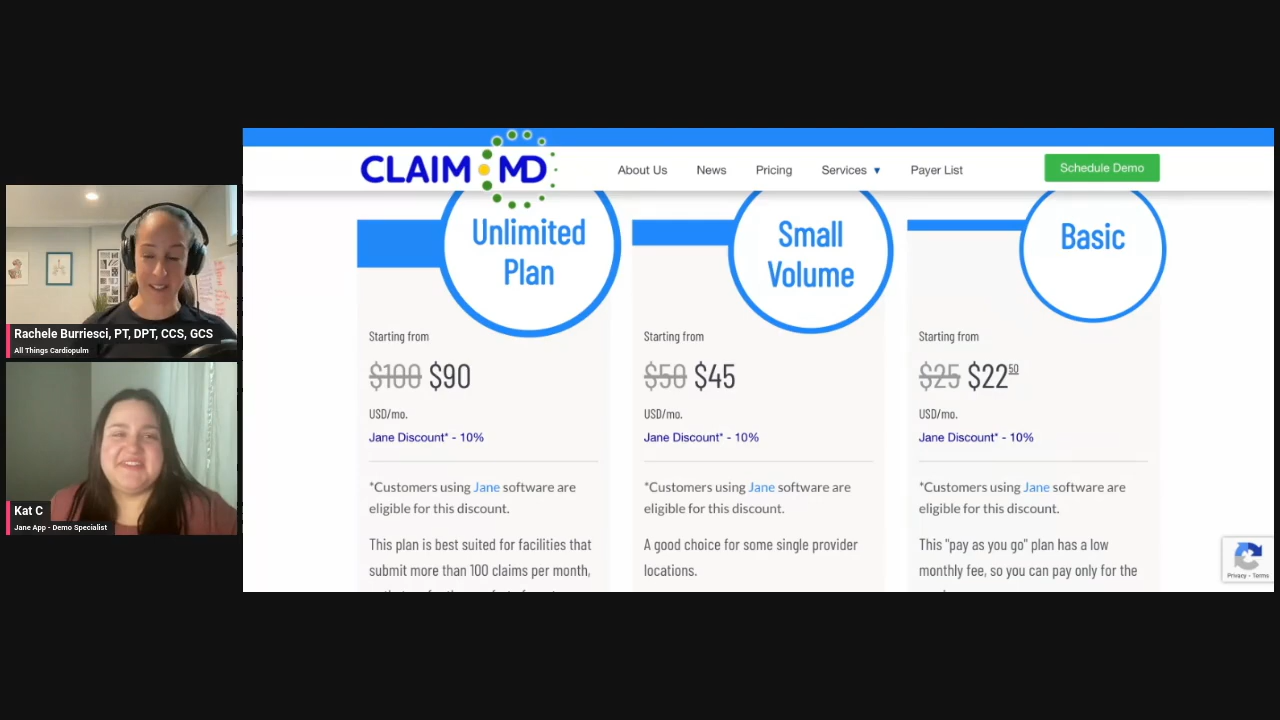 Rachele Burriesci, PT, DPT, CCS, GCS
All Things Cardiopulm
Kat C
Jane App - Demo Specialist
CLAIM MD
About Us
News
Pricing
Services ▼
Payer List
Schedule Demo
Unlimited
Plan
Starting from
$100 $90
USD/mo.
Jane Discount* - 10%
*Customers using Jane software are
eligible for this discount.
This plan is best suited for facilities that
submit more than 100 claims per month,
Small
Volume
Starting from
$50 $45
USD/mo.
Jane Discount* - 10%
*Customers using Jane software are
eligible for this discount.
A good choice for some single provider
locations.
Basic
Starting from
$25 $2250
USD/mo.
Jane Discount* - 10%
*Customers using Jane software are
eligible for this discount.
This "pay as you go" plan has a low
monthly fee, so you can pay only for the
Privacy - Terms